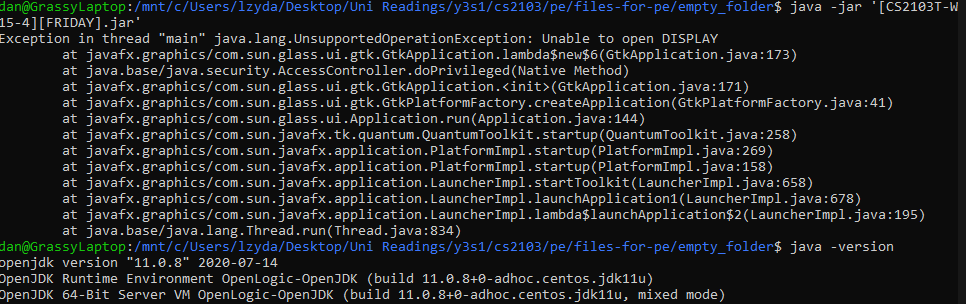 dan@GrassyLaptop:/mnt/c/Users/lzyda/Desktop/Uni Readings/y3s1/cs2103/pe/files-for-pe/empty_folder$ java -jar '[CS2103T-W
15-4][FRIDAY].jar'
Exception in thread "main" java.lang.UnsupportedOperationException: Unable to open DISPLAY
at javafx.graphics/com.sun.glass.ui.gtk.GtkApplication.lambda$new$6(GtkApplication.java:173)
at java.base/java.security.AccessController.doPrivileged(Native Method)
at javafx.graphics/com.sun.glass.ui.gtk.GtkApplication.<init>(GtkApplication.java:171)
at javafx.graphics/com.sun.glass.ui.gtk.GtkPlatformFactory.createApplication(GtkPlatformFactory.java:41)
at javafx.graphics/com.sun.glass.ui.Application.run(Application.java:144)
at javafx.graphics/com.sun.javafx.tk.quantum.QuantumToolkit.startup(QuantumToolkit.java:258)
at javafx.graphics/com.sun.javafx.application.PlatformImpl.startup(PlatformImpl.java:269)
at javafx.graphics/com.sun.javafx.application.PlatformImpl.startup(PlatformImpl.java:158)
at javafx.graphics/com.sun.javafx.application.LauncherImpl.startToolkit(LauncherImpl.java:658)
at javafx.graphics/com.sun.javafx.application.LauncherImpl.launchApplication1(LauncherImpl.java:678)
at javafx.graphics/com.sun.javafx.application.LauncherImpl.lambda$launchApplication$2(LauncherImpl.java:195)
at java.base/java.lang.Thread.run(Thread.java:834)
dan@GrassyLaptop:/mnt/c/Users/lzyda/Desktop/Uni Readings/y3s1/cs2103/pe/files-for-pe/empty_folder$ java -version
openjdk version "11.0.8" 2020-07-14
OpenJDK Runtime Environment OpenLogic-OpenJDK (build 11.0.8+0-adhoc.centos.jdk11u)
OpenJDK 64-Bit Server VM OpenLogic-OpenJDK (build 11.0.8+0-adhoc.centos.jdk11u, mixed mode)